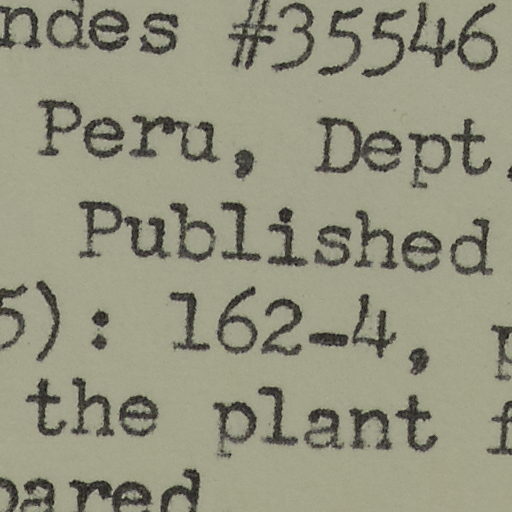 ndes #35546
Peru, Dept.
Published
5): 162-4, p
the plant f
pared